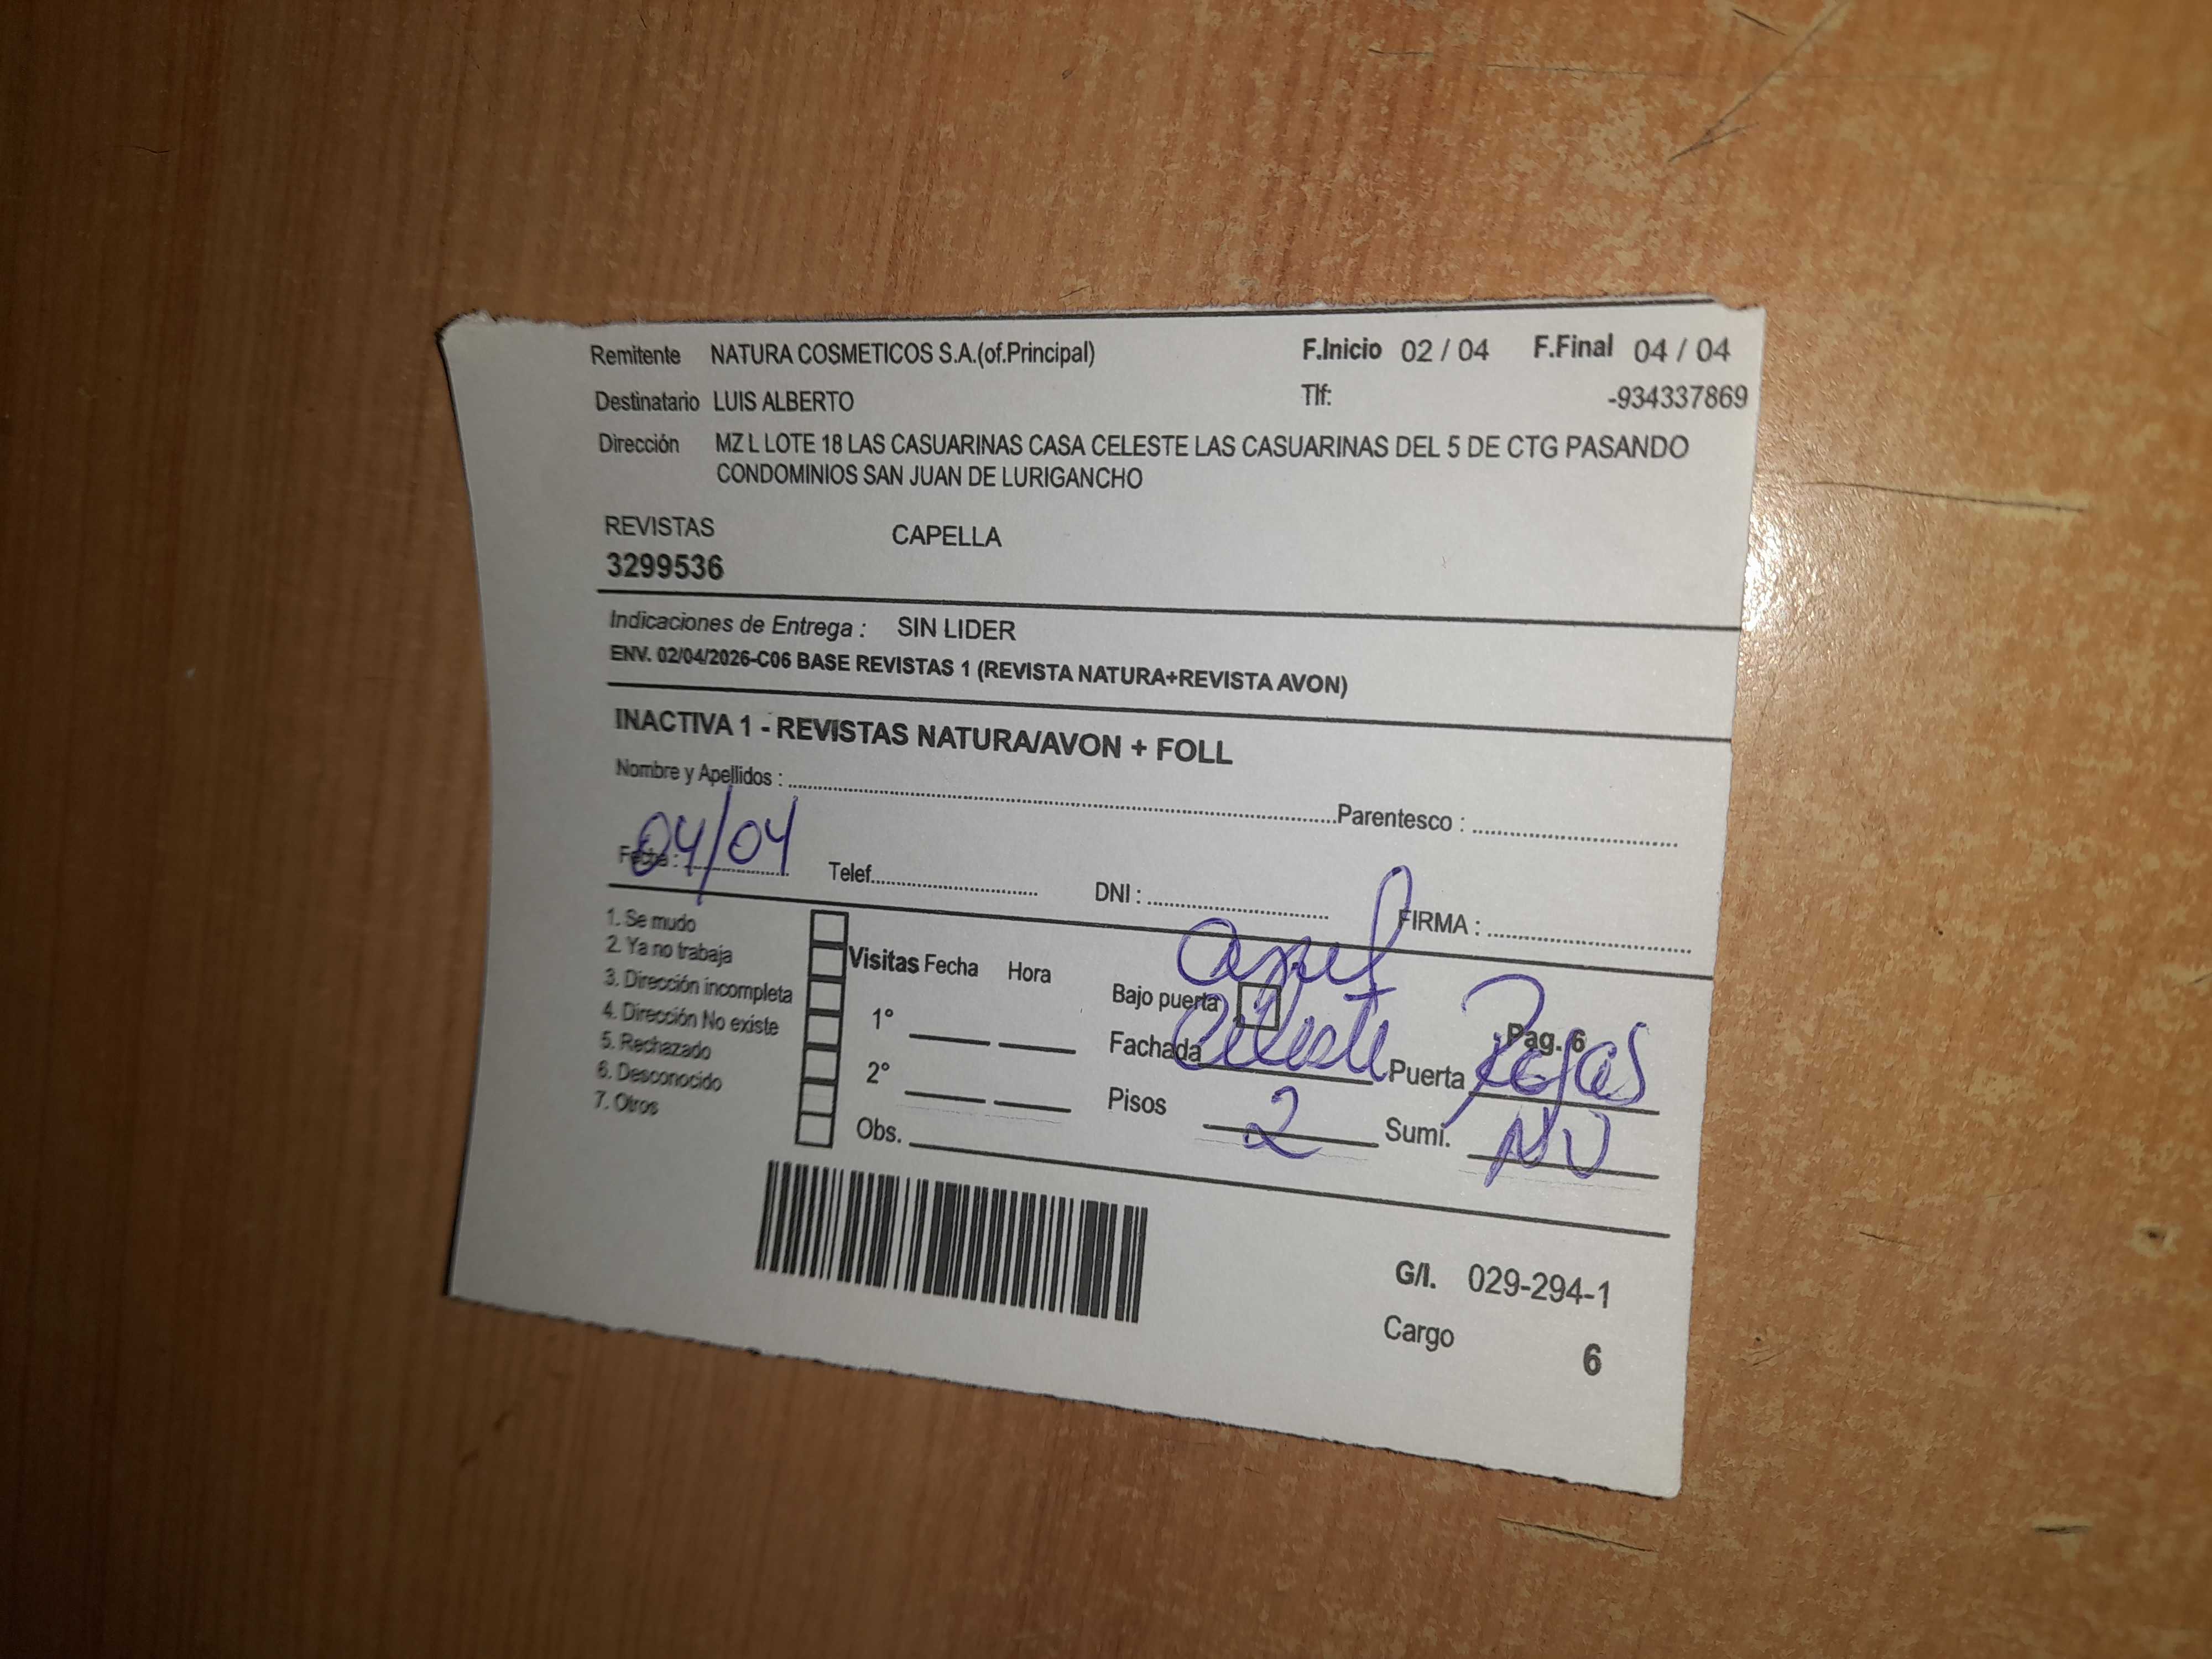 Remitente NATURA COSMETICOS S.A.(of.Principal) F.Inicio 02 / 04 F.Final 04 / 04
Destinatario LUIS ALBERTO Tlf: -934337869
Dirección MZ L LOTE 18 LAS CASUARINAS CASA CELESTE LAS CASUARINAS DEL 5 DE CTG PASANDO
CONDOMINIOS SAN JUAN DE LURIGANCHO
REVISTAS CAPELLA
3299536
Indicaciones de Entrega : SIN LIDER
ENV. 02/04/2026-C06 BASE REVISTAS 1 (REVISTA NATURA+REVISTA AVON)
INACTIVA 1 - REVISTAS NATURA/AVON + FOLL
Nombre y Apellidos : Parentesco :
Fecha : 04/04 Telef. DNI : FIRMA :
1. Se mudo
2. Ya no trabaja
3. Dirección incompleta
4. Dirección No existe
5. Rechazado
6. Desconocido
7. Otros
Visitas Fecha Hora
1°
2°
Obs.
Bajo puerta Pag. 6
Fachada Celeste Puerta Rojas
Pisos 2 Sumi.
G/I. 029-294-1
Cargo 6